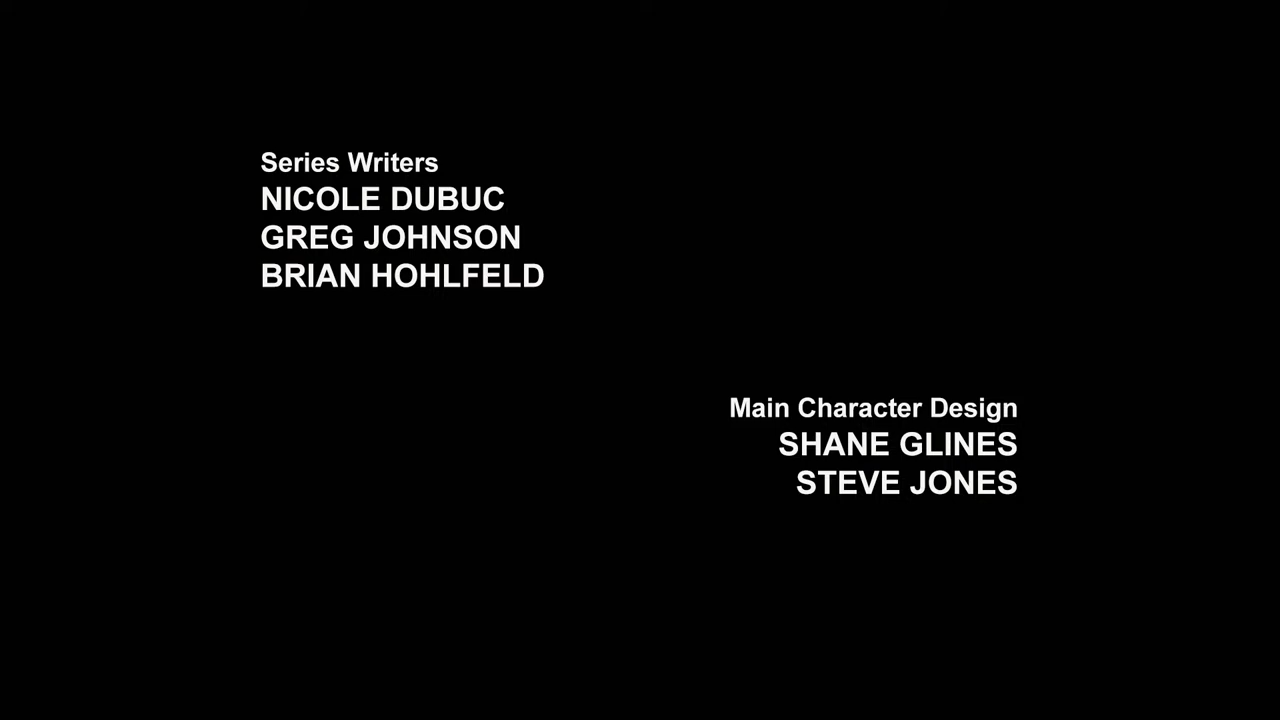 Series Writers
NICOLE DUBUC
GREG JOHNSON
BRIAN HOHLFELD
Main Character Design
SHANE GLINES
STEVE JONES